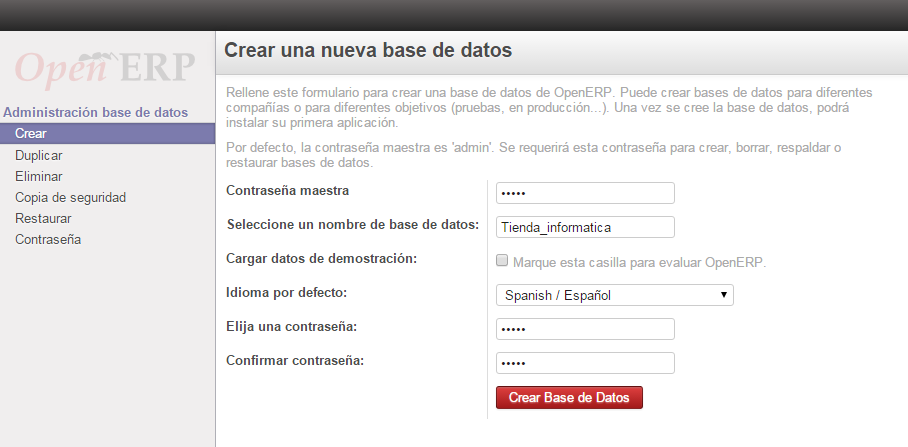 Open ERP
Administración base de datos
Crear
Duplicar
Eliminar
Copia de seguridad
Restaurar
Contraseña
Crear una nueva base de datos
Rellene este formulario para crear una base de datos de OpenERP. Puede crear bases de datos para diferentes
compañías o para diferentes objetivos (pruebas, en producción...). Una vez se cree la base de datos, podrá
instalar su primera aplicación.
Por defecto, la contraseña maestra es 'admin'. Se requerirá esta contraseña para crear, borrar, respaldar o
restaurar bases de datos.
Contraseña maestra •••••
Seleccione un nombre de base de datos: Tienda_informatica
Cargar datos de demostración: Marque esta casilla para evaluar OpenERP.
Idioma por defecto: Spanish / Español
Elija una contraseña: •••••
Confirmar contraseña: •••••
Crear Base de Datos